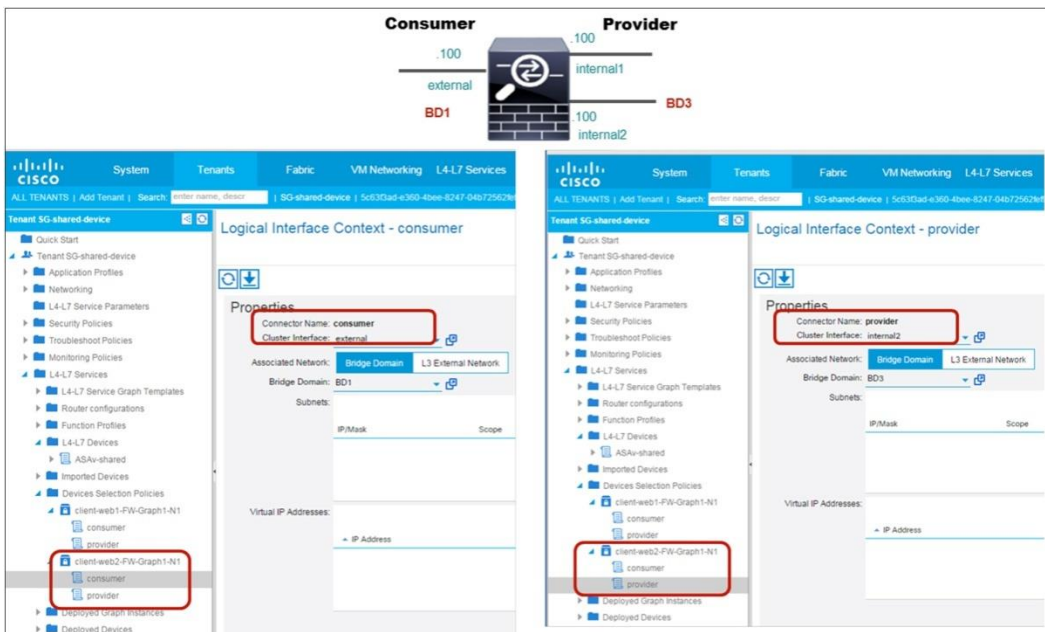 Consumer
Provider
.100
.100
external
internal1
BD1
BD3
.100
internal2
CISCO
System
Tenants
Fabric
VM Networking
L4-L7 Services
ALL TENANTS | Add Tenant | Search: enter name, descr | SG-shared-device |
Tenant SG-shared-device
Quick Start
Tenant SG-shared-device
Application Profiles
Networking
L4-L7 Service Parameters
Security Policies
Troubleshoot Policies
Monitoring Policies
L4-L7 Services
L4-L7 Service Graph Templates
Router configurations
Function Profiles
L4-L7 Devices
ASAv-shared
Imported Devices
Devices Selection Policies
client-web1-FW-Graph1-N1
consumer
provider
client-web2-FW-Graph1-N1
consumer
provider
Deployed Graph Instances
Deployed Devices
Logical Interface Context - consumer
Properties
Connector Name: consumer
Cluster Interface: external
Associated Network: Bridge Domain L3 External Network
Bridge Domain: BD1
Subnets:
IP/Mask Scope
Virtual IP Addresses:
IP Address
CISCO
System
Tenants
Fabric
VM Networking
L4-L7 Services
ALL TENANTS | Add Tenant | Search: enter name, descr | SG-shared-device |
Tenant SG-shared-device
Quick Start
Tenant SG-shared-device
Application Profiles
Networking
L4-L7 Service Parameters
Security Policies
Troubleshoot Policies
Monitoring Policies
L4-L7 Services
L4-L7 Service Graph Templates
Router configurations
Function Profiles
L4-L7 Devices
ASAv-shared
Imported Devices
Devices Selection Policies
client-web1-FW-Graph1-N1
consumer
provider
client-web2-FW-Graph1-N1
consumer
provider
Deployed Graph Instances
Deployed Devices
Logical Interface Context - provider
Properties
Connector Name: provider
Cluster Interface: internal2
Associated Network: Bridge Domain L3 External Network
Bridge Domain: BD3
Subnets:
IP/Mask Scope
Virtual IP Addresses:
IP Address